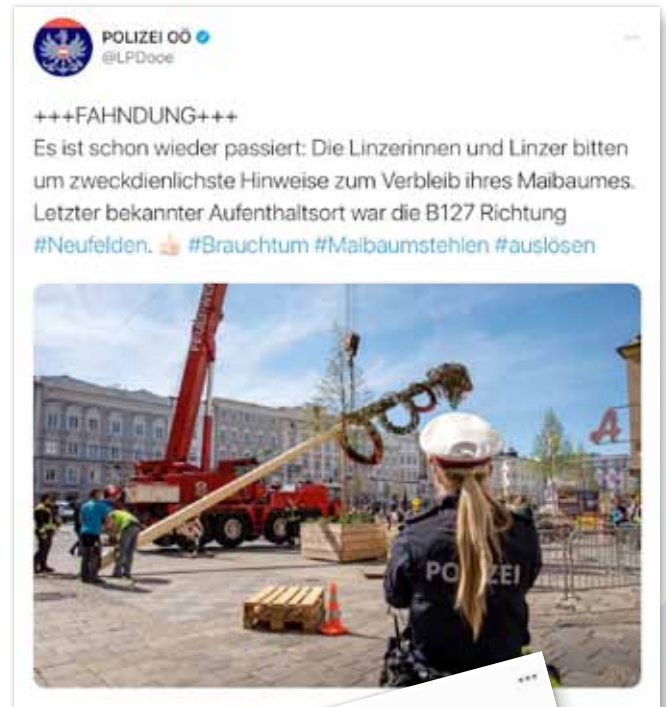 POLIZEI OÖ
@LPDooe
+++FAHNDUNG+++
Es ist schon wieder passiert: Die Linzerinnen und Linzer bitten
um zweckdienlichste Hinweise zum Verbleib ihres Maibaumes.
Letzter bekannter Aufenthaltsort war die B127 Richtung
#Neufelden. #Brauchtum #Maibaumstehlen #auslösen
POLIZEI